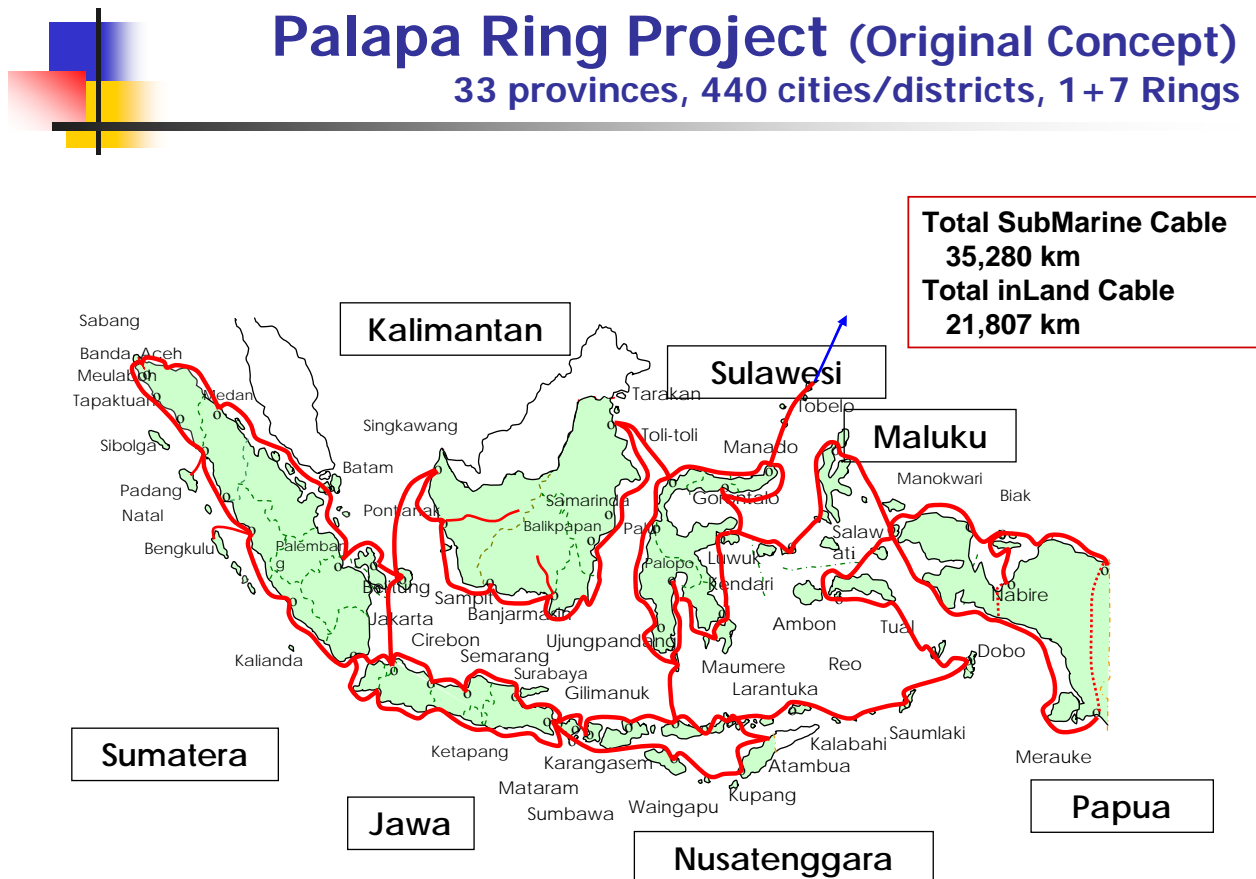 Palapa Ring Project (Original Concept)
33 provinces, 440 cities/districts, 1+7 Rings
Total SubMarine Cable
35,280 km
Total inLand Cable
21,807 km
Kalimantan
Sulawesi
Maluku
Sumatera
Jawa
Nusatenggara
Papua
Sabang
Banda Aceh
Meulaboh
Tapaktuan
Medan
Sibolga
Padang
Natal
Bengkulu
Palemban
g
Kalianda
Batam
Singkawang
Pontianak
Belitung
Jakarta
Cirebon
Semarang
Surabaya
Ketapang
Gilimanuk
Karangasem
Mataram
Sumbawa
Waingapu
Kupang
Atambua
Kalabahi
Larantuka
Maumere
Reo
Saumlaki
Sampit
Banjarmasin
Balikpapan
Samarinda
Tarakan
Toli-toli
Manado
Gorontalo
Palu
Palopo
Luwuk
Kendari
Ujungpandang
Tobelo
Ambon
Tual
Dobo
Salaw
ati
Manokwari
Biak
Nabire
Merauke